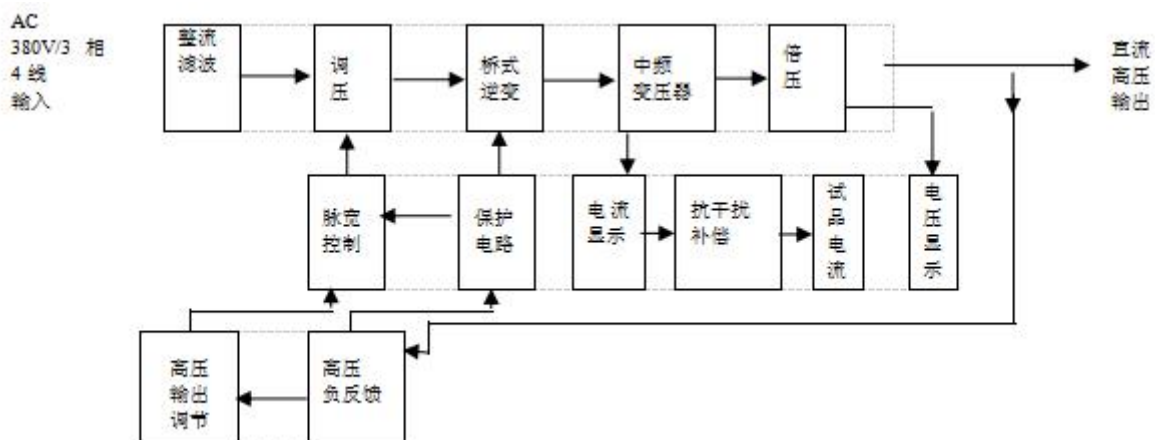 AC
380V/3 相
4 线
输入
整流
滤波
调
压
桥式
逆变
中频
变压器
倍
压
直流
高压
输出
脉宽
控制
保护
电路
电流
显示
抗干扰
补偿
试
品
电
流
电
压
显
示
高压
输出
调节
高压
负反馈